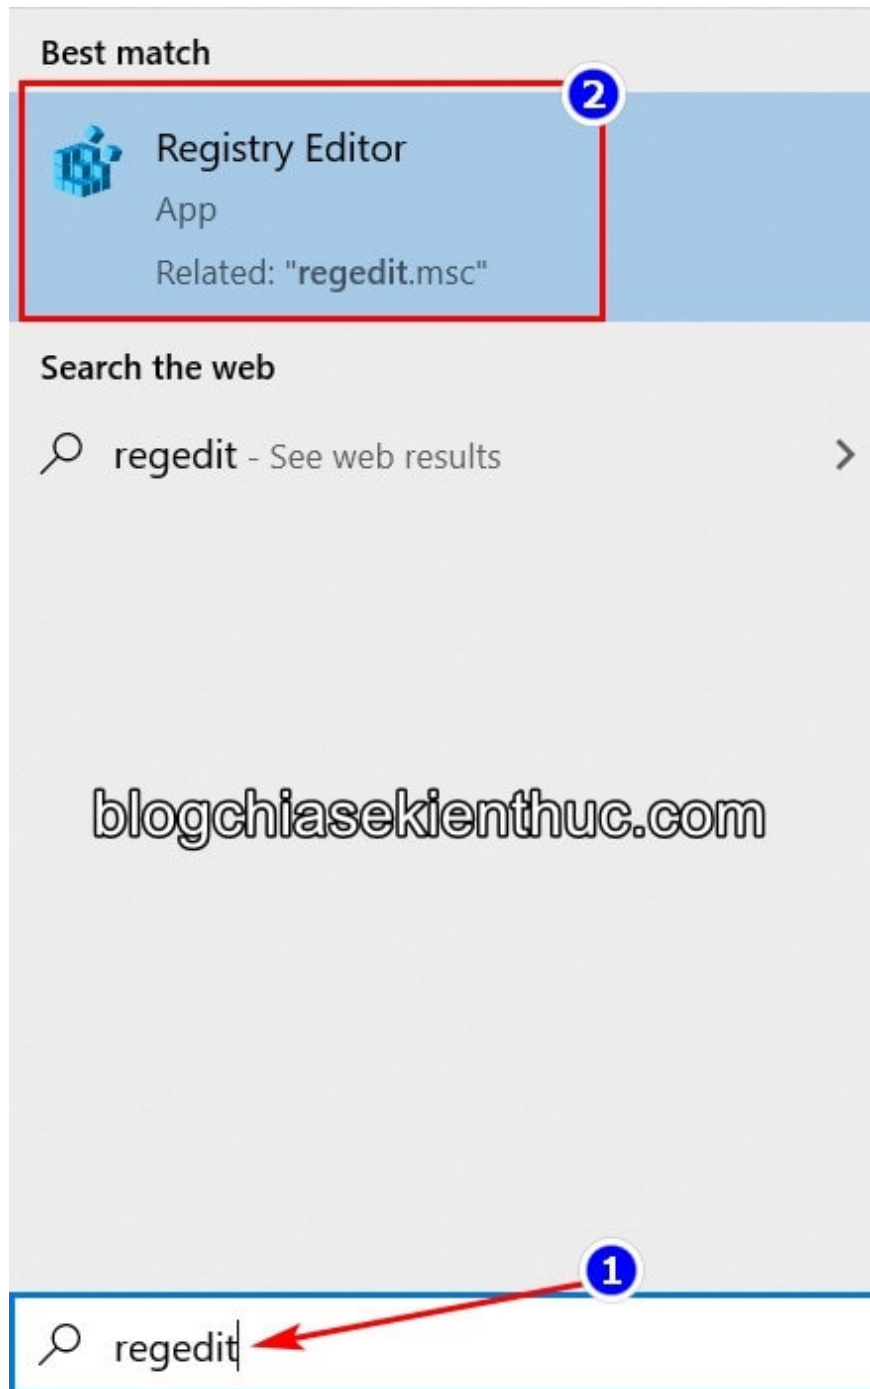 Best match
2
Registry Editor
App
Related: "regedit.msc"
Search the web
regedit - See web results
blogchiasekienthuc.com
1
regedit